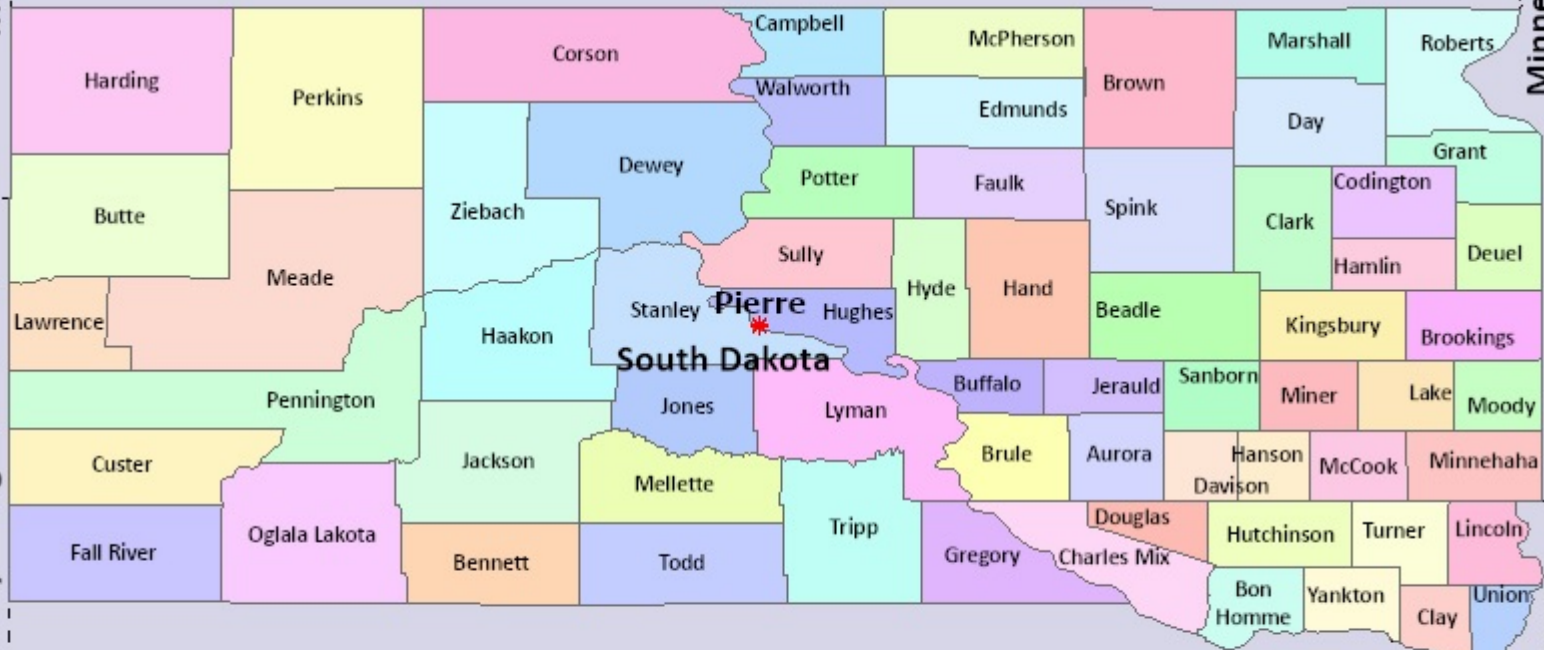 Campbell
McPherson
Marshall
Roberts
Minne
Corson
Harding
Perkins
Walworth
Brown
Edmunds
Day
Grant
Dewey
Potter
Faulk
Codington
Butte
Ziebach
Spink
Clark
Meade
Sully
Deuel
Hamlin
Hyde
Hand
Lawrence
Haakon
Stanley
Pierre
Hughes
Beadle
Kingsbury
Brookings
South Dakota
Pennington
Jones
Lyman
Buffalo
Jerauld
Sanborn
Miner
Lake
Moody
Custer
Jackson
Mellette
Brule
Aurora
Hanson
Davison
McCook
Minnehaha
Fall River
Oglala Lakota
Bennett
Todd
Tripp
Gregory
Douglas
Charles Mix
Hutchinson
Turner
Lincoln
Bon
Homme
Yankton
Clay
Union